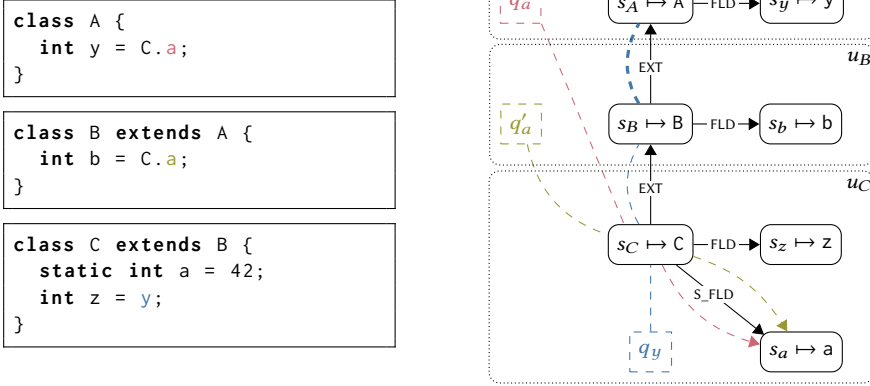 class A {
int y = C.a;
}
class B extends A {
int b = C.a;
}
class C extends B {
static int a = 42;
int z = y;
}
q_a
s_A ↦ A
FLD
s_y ↦ y
EXT
u_B
q'_a
s_B ↦ B
FLD
s_b ↦ b
EXT
u_C
s_C ↦ C
FLD
s_z ↦ z
S_FLD
q_y
s_a ↦ a